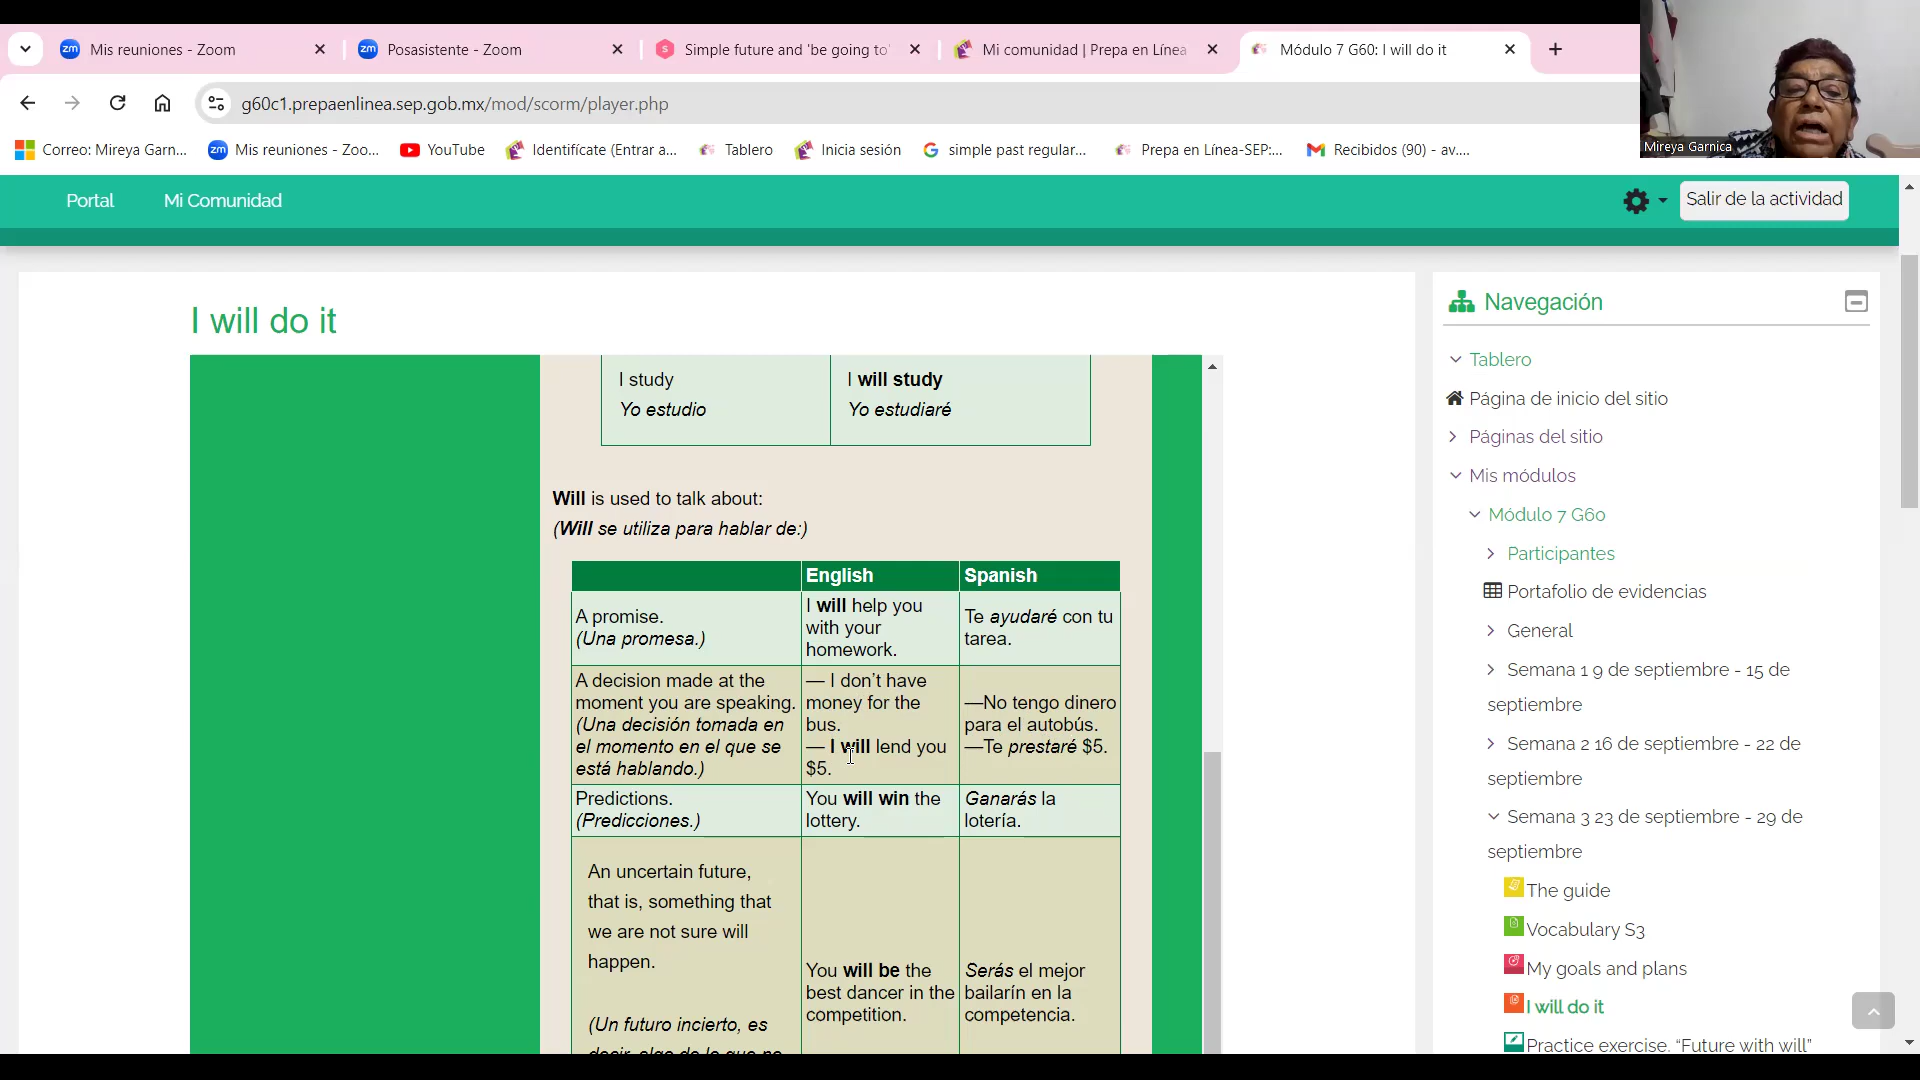 Mis reuniones - Zoom
Posasistente - Zoom
Simple future and 'be going to'
Mi comunidad | Prepa en Línea
Módulo 7 G60: I will do it
g60c1.prepaenlinea.sep.gob.mx/mod/scorm/player.php
Correo: Mireya Garn...
Mis reuniones - Zoo...
YouTube
Identifícate (Entrar a...
Tablero
Inicia sesión
simple past regular...
Prepa en Línea-SEP:...
Recibidos (90) - av....
Mireya Garnica
Portal
Mi Comunidad
Salir de la actividad
I will do it
I study
Yo estudio
I will study
Yo estudiaré
Will is used to talk about:
(Will se utiliza para hablar de:)
English
Spanish
A promise.
(Una promesa.)
I will help you
with your
homework.
Te ayudaré con tu
tarea.
A decision made at the
moment you are speaking.
(Una decisión tomada en
el momento en el que se
está hablando.)
— I don't have
money for the
bus.
— I will lend you
$5.
—No tengo dinero
para el autobús.
—Te prestaré $5.
Predictions.
(Predicciones.)
You will win the
lottery.
Ganarás la
lotería.
An uncertain future,
that is, something that
we are not sure will
happen.
(Un futuro incierto, es
decir, algo de lo que no
You will be the
best dancer in the
competition.
Serás el mejor
bailarín en la
competencia.
Navegación
Tablero
Página de inicio del sitio
Páginas del sitio
Mis módulos
Módulo 7 G60
Participantes
Portafolio de evidencias
General
Semana 1 9 de septiembre - 15 de
septiembre
Semana 2 16 de septiembre - 22 de
septiembre
Semana 3 23 de septiembre - 29 de
septiembre
The guide
Vocabulary S3
My goals and plans
I will do it
Practice exercise. “Future with will”